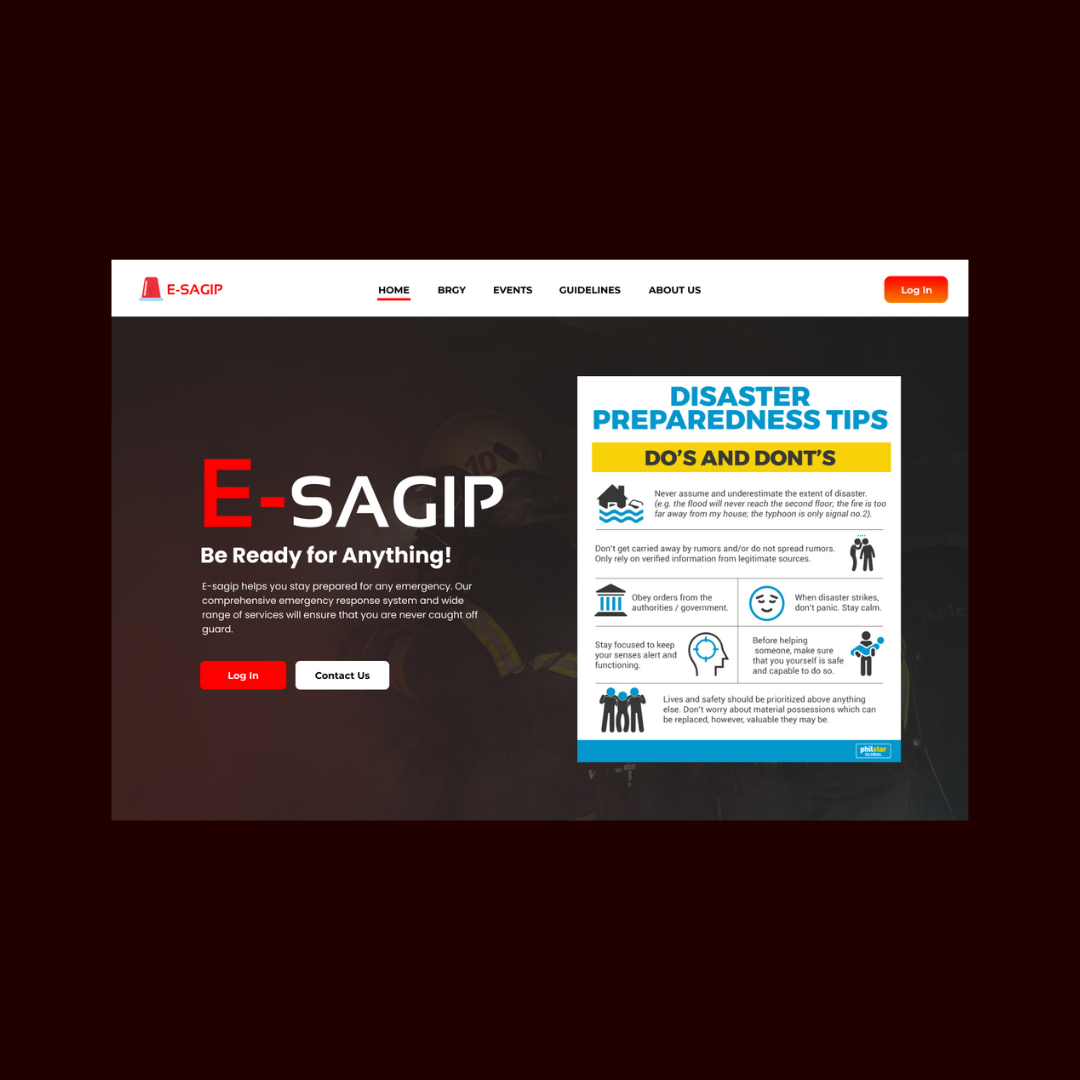 E-SAGIP
HOME BRGY EVENTS GUIDELINES ABOUT US
Log In
E-SAGIP
Be Ready for Anything!
E-sagip helps you stay prepared for any emergency. Our
comprehensive emergency response system and wide
range of services will ensure that you are never caught off
guard.
Log In
Contact Us
10
DISASTER
PREPAREDNESS TIPS
DO'S AND DONT'S
Never assume and underestimate the extent of disaster.
(e.g. the flood will never reach the second floor; the fire is too
far away from my house; the typhoon is only signal no.2).
Don't get carried away by rumors and/or do not spread rumors.
Only rely on verified information from legitimate sources.
Obey orders from the
authorities / government.
When disaster strikes,
don't panic. Stay calm.
Stay focused to keep
your senses alert and
functioning.
Before helping
someone, make sure
that you yourself is safe
and capable to do so.
Lives and safety should be prioritized above anything
else. Don't worry about material possessions which can
be replaced, however, valuable they may be.
philstar
GLOBAL